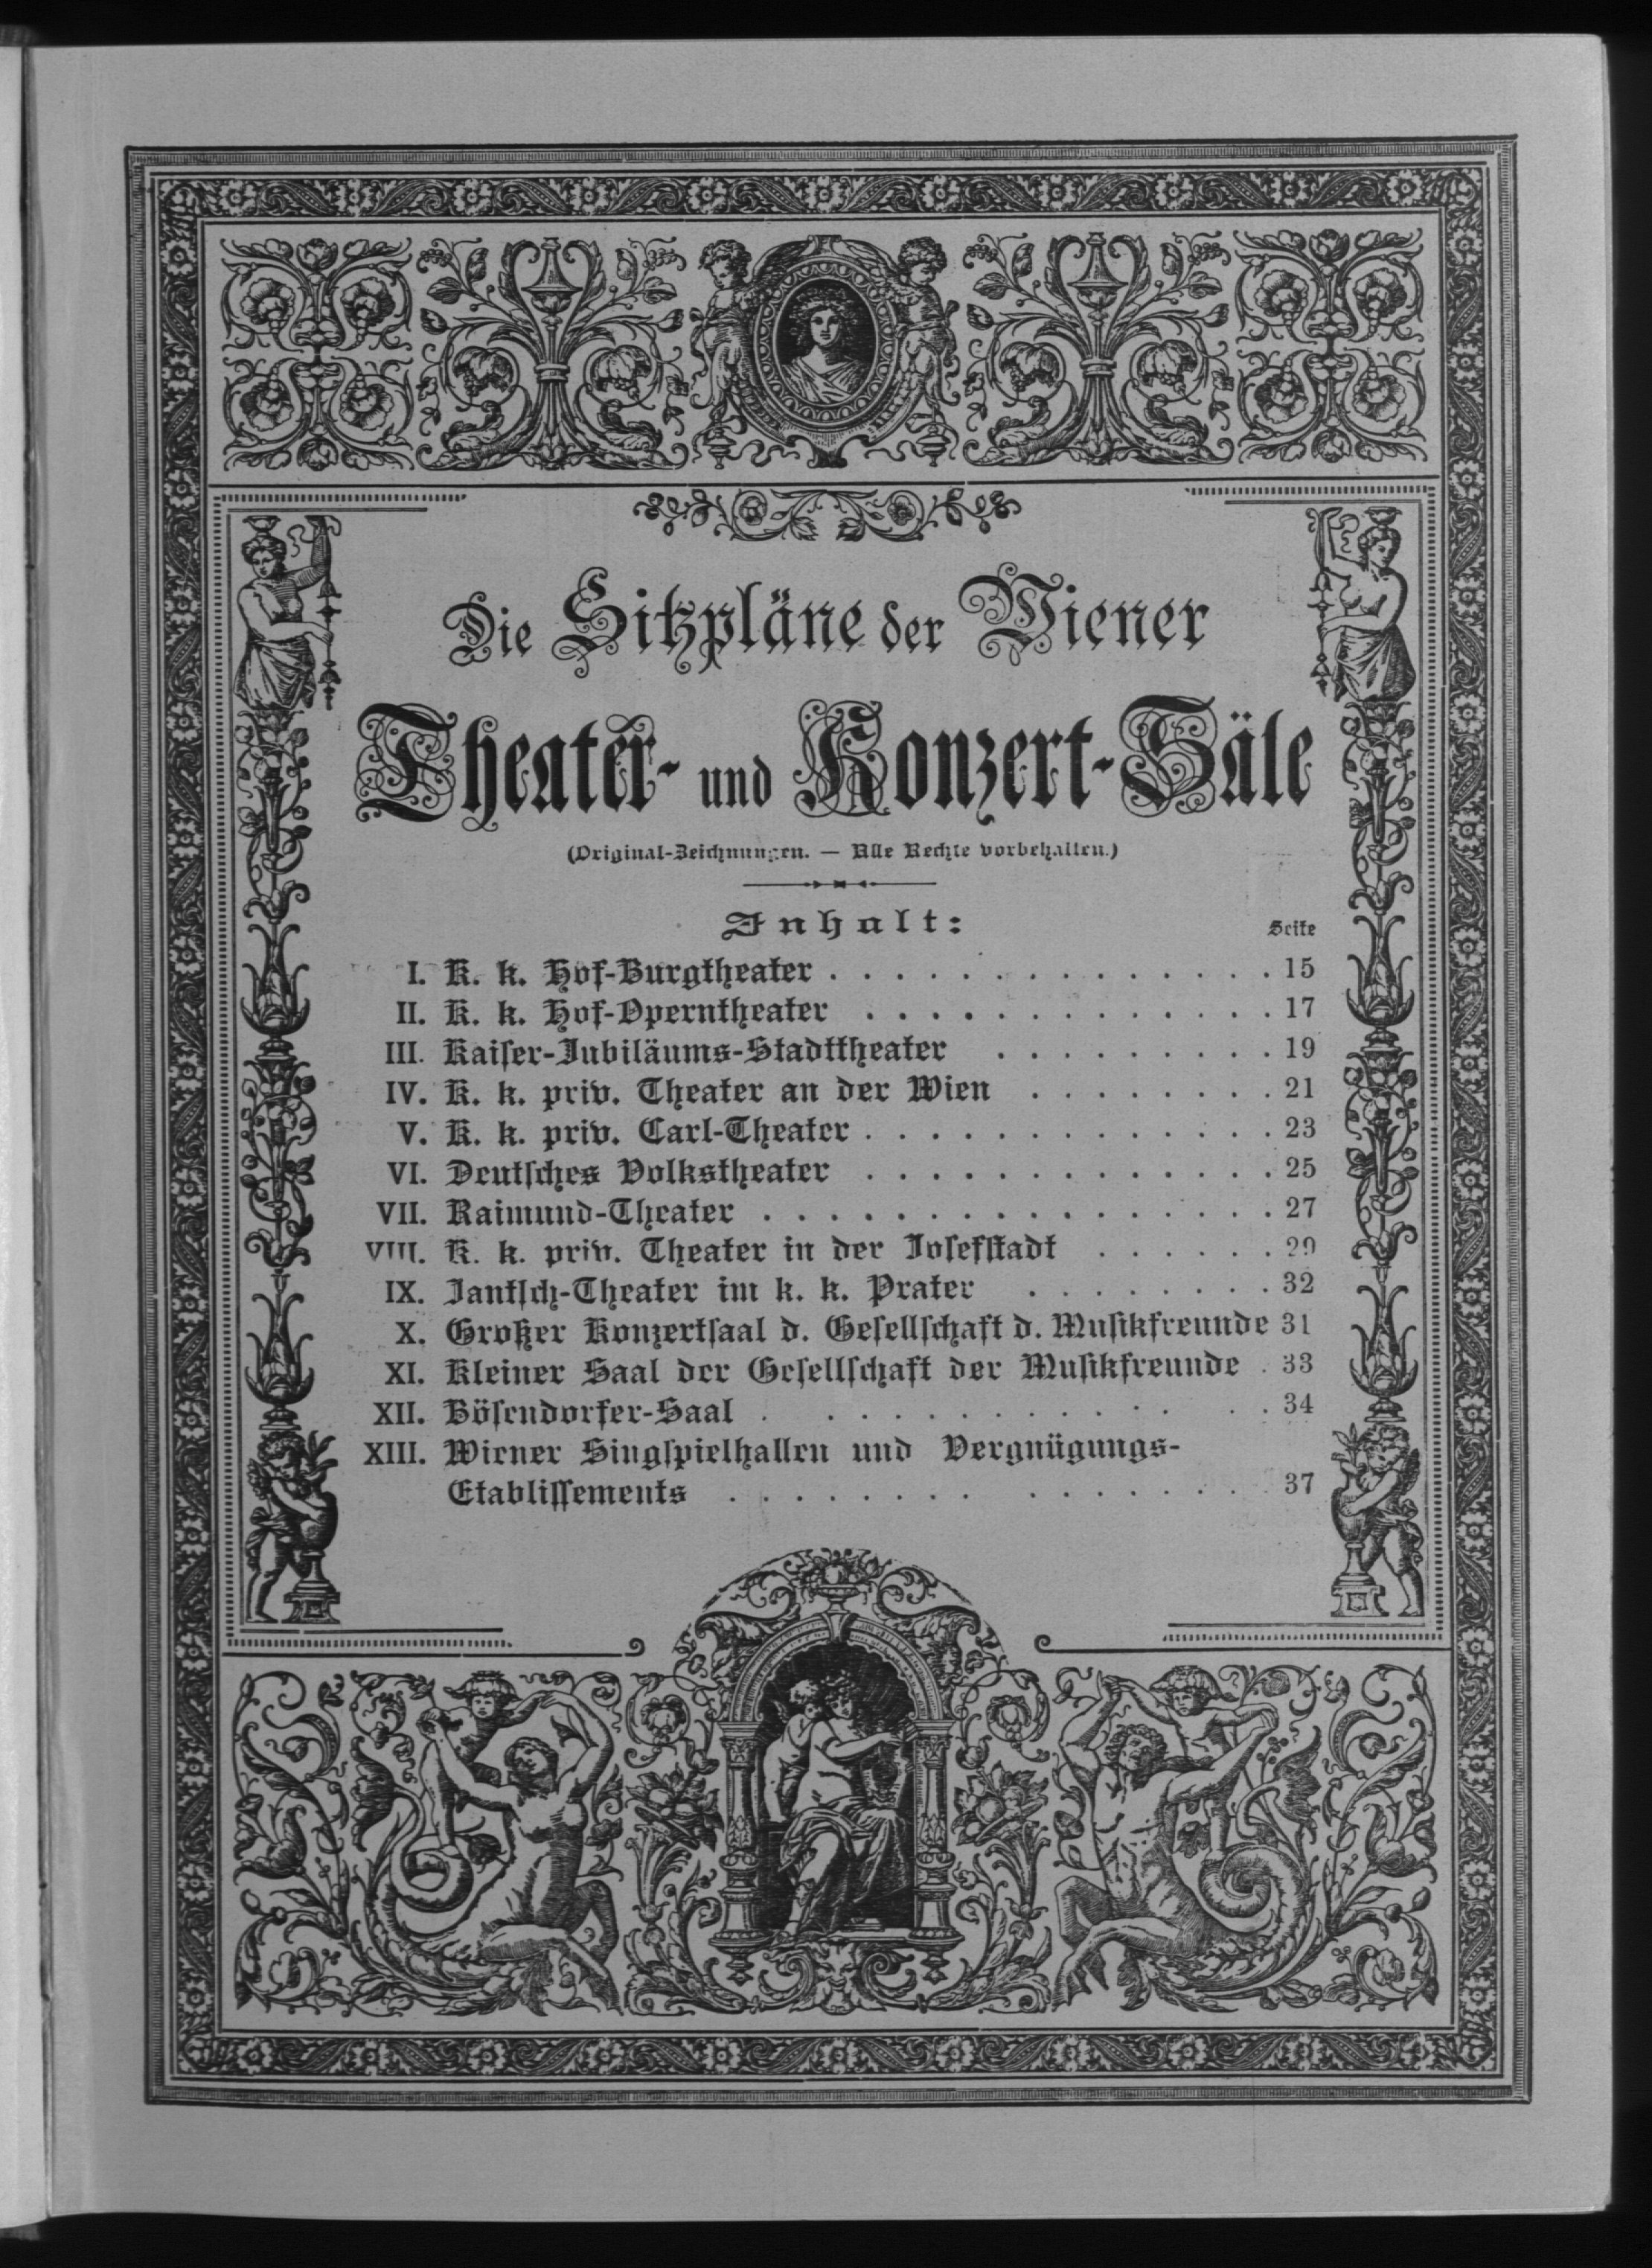 Die Sitzpläne der Wiener
Theater- und Konzert-Säle
(Original-Zeichnungen. — Alle Rechte vorbehalten.)
Inhalt: Seite
I. K. k. Hof-Burgtheater . . . . . . . . . . . . . . 15
II. K. k. Hof-Operntheater . . . . . . . . . . . . . 17
III. Kaiser-Jubiläums-Stadttheater . . . . . . . . . 19
IV. K. k. priv. Theater an der Wien . . . . . . . . 21
V. K. k. priv. Carl-Theater . . . . . . . . . . . . . 23
VI. Deutsches Volkstheater . . . . . . . . . . . . . 25
VII. Raimund-Theater . . . . . . . . . . . . . . . . 27
VIII. K. k. priv. Theater in der Josefstadt . . . . . . 29
IX. Jantsch-Theater im k. k. Prater . . . . . . . . 32
X. Großer Konzertsaal d. Gesellschaft d. Musikfreunde 31
XI. Kleiner Saal der Gesellschaft der Musikfreunde . 33
XII. Bösendorfer-Saal . . . . . . . . . . . . . . . 34
XIII. Wiener Singspielhallen und Vergnügungs-
Etablissements . . . . . . . . . . . . . . . . 37